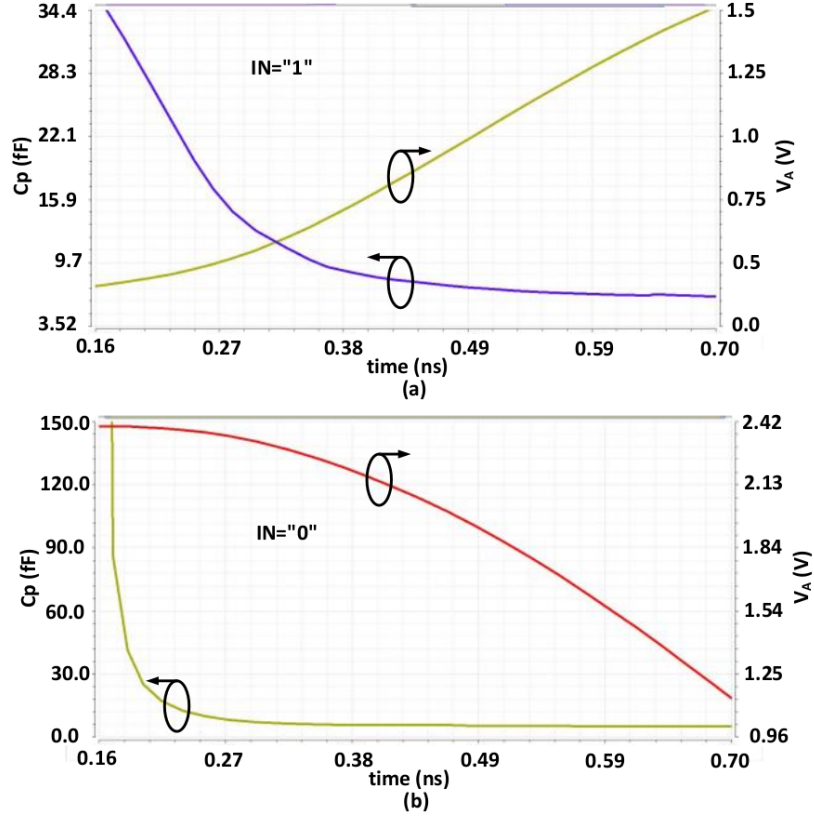 34.4 1.5
IN="1"
28.3 1.25
22.1 1.0
Cp (fF) V_A (V)
15.9 0.75
9.7 0.5
3.52 0.0
0.16 0.27 0.38 0.49 0.59 0.70
time (ns)
(a)
150.0 2.42
120.0 2.13
IN="0"
90.0 1.84
Cp (fF) V_A (V)
60.0 1.54
30.0 1.25
0.0 0.96
0.16 0.27 0.38 0.49 0.59 0.70
time (ns)
(b)